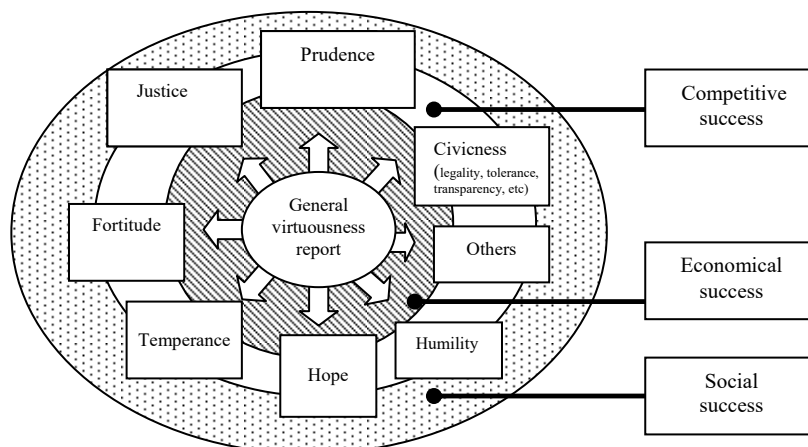 Prudence
Justice
Competitive
success
Civicness
(legality, tolerance,
transparency, etc)
General
virtuousness
report
Fortitude
Others
Economical
success
Temperance
Humility
Hope
Social
success